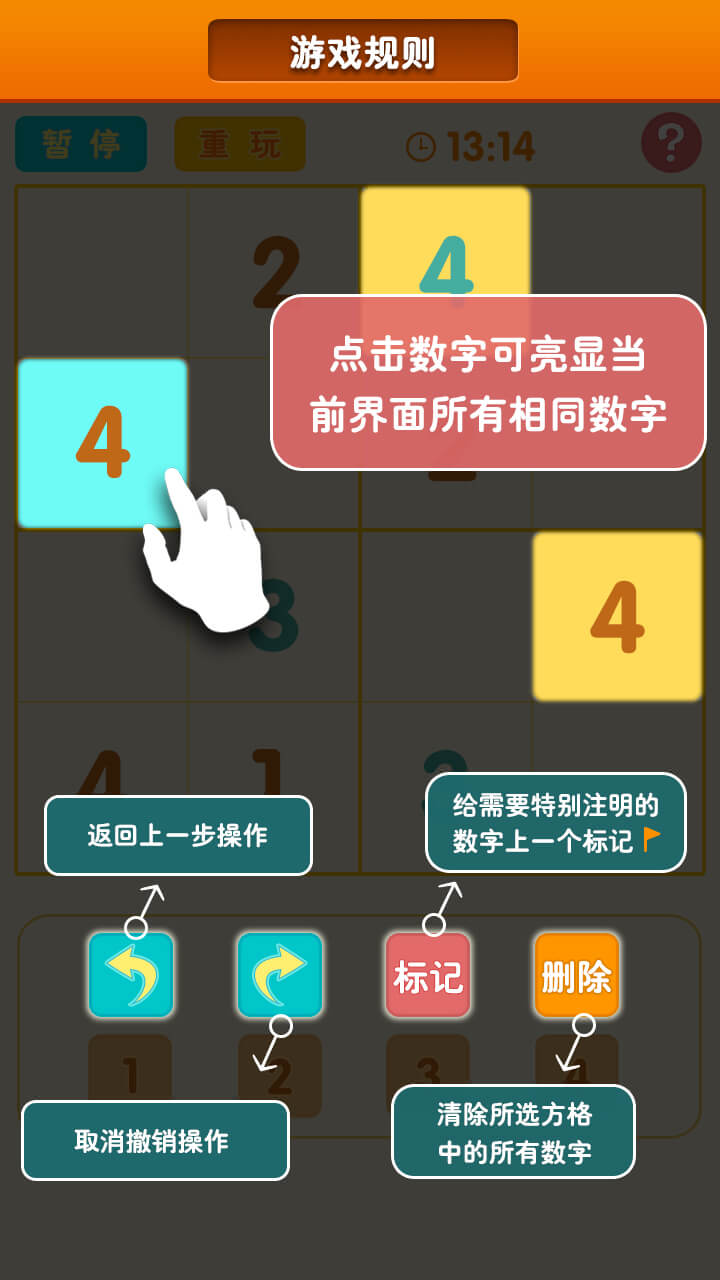 游戏规则
暂停
重玩
13:14
?
2
4
点击数字可亮显当
前界面所有相同数字
4
2
3
4
4
1
给需要特别注明的
数字上一个标记
返回上一步操作
标记
删除
1
2
3
4
取消撤销操作
清除所选方格
中的所有数字